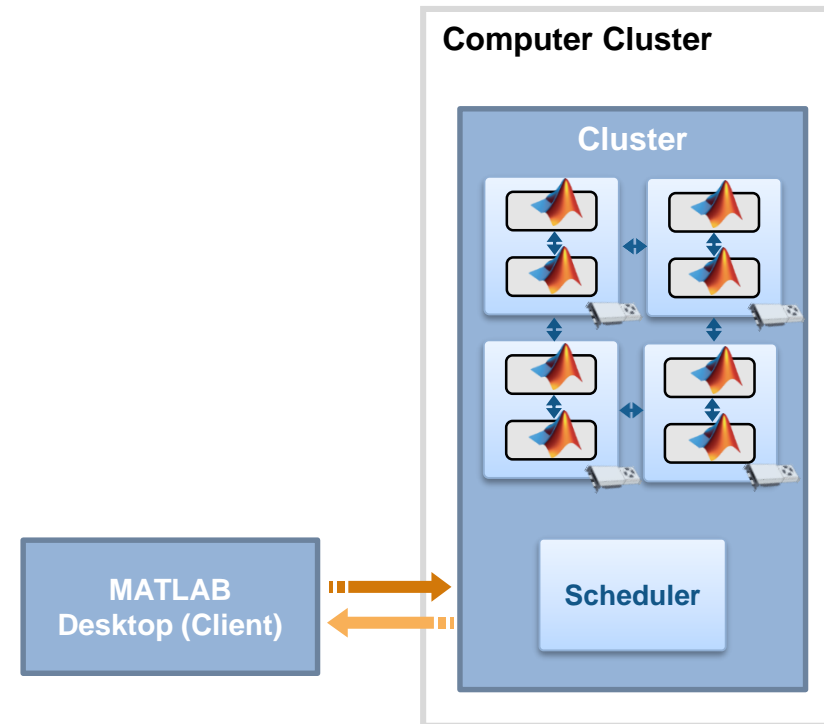 Computer Cluster
Cluster
MATLAB
Desktop (Client)
Scheduler